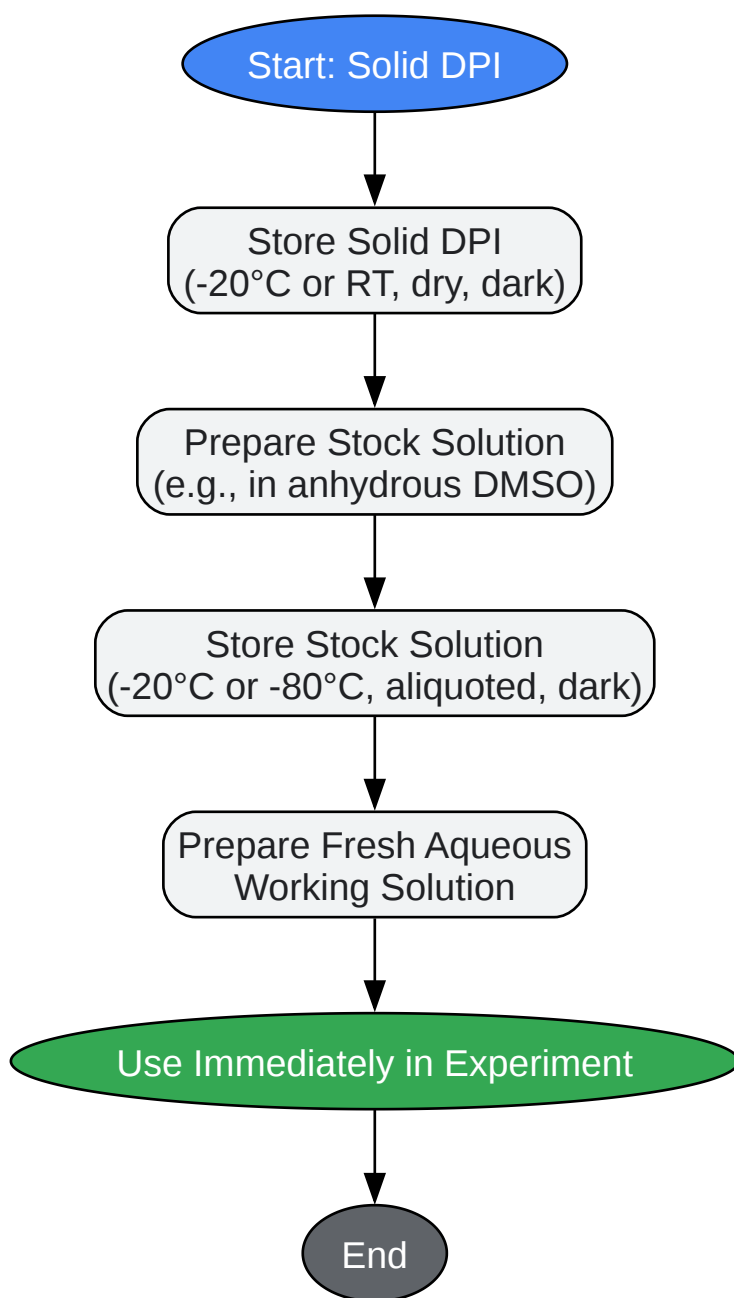 Start: Solid DPI
Store Solid DPI
(-20°C or RT, dry, dark)
Prepare Stock Solution
(e.g., in anhydrous DMSO)
Store Stock Solution
(-20°C or -80°C, aliquoted, dark)
Prepare Fresh Aqueous
Working Solution
Use Immediately in Experiment
End